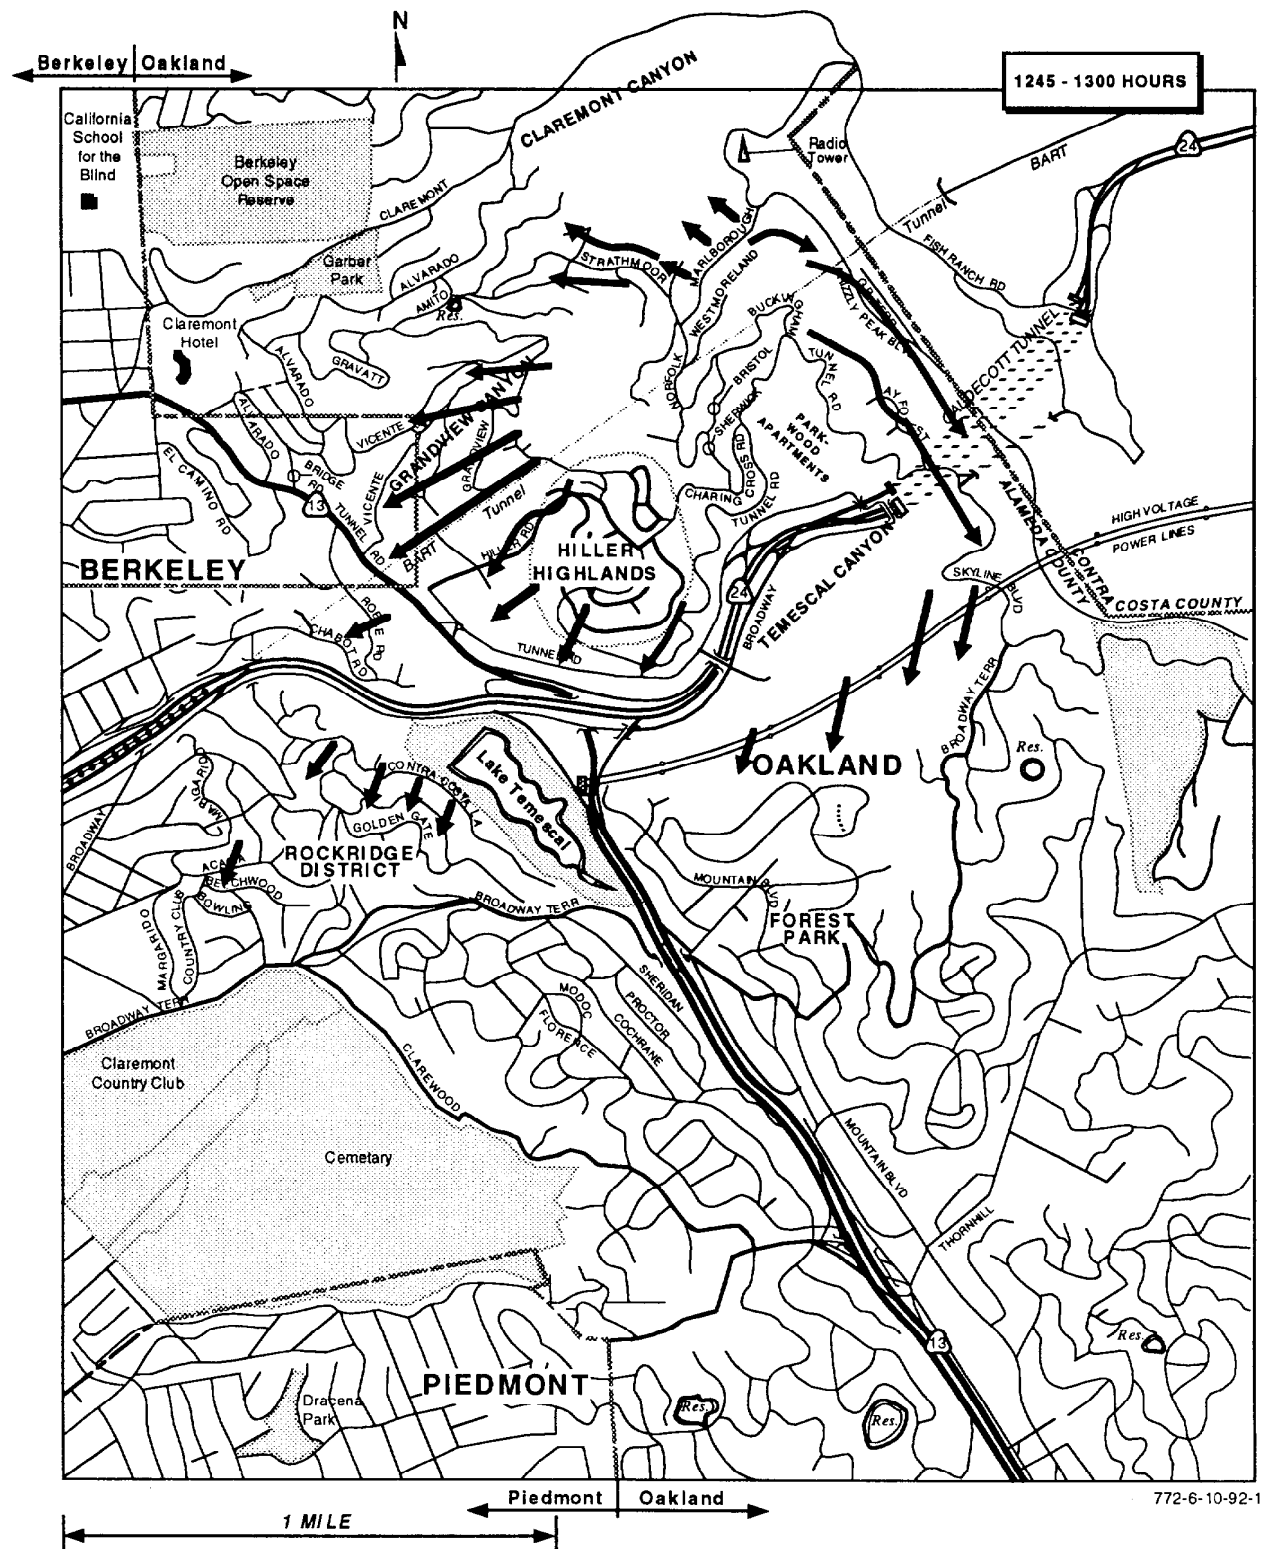 N
Berkeley Oakland
1245 - 1300 HOURS
CLAREMONT CANYON
California
School
for the
Blind
Berkeley
Open Space
Reserve
Radio
Tower
BART
24
CLAREMONT
Tunnel
FISH RANCH RD
Garber
Park
ALVARADO
AMITO
Res.
STRATHMOOR
MARLBOROUGH
WESTMORELAND
BUCKINGHAM
GRIZZLY PEAK BLVD
Claremont
Hotel
GRAVATT
ALVARADO
ALVARADO
NORFOLK
BRISTOL
SHERWICK
TUNNEL RD
CALDECOTT TUNNEL
PARK-
WOOD
APARTMENTS
VICENTE
GRANDVIEW CANYON
GRANDVIEW
EL CAMINO RD
BRIDGE
RD
13
TUNNEL RD
VICENTE
Tunnel
BART
CHARING
CROSS RD
TUNNEL RD
HILLER RD
HILLER
HIGHLANDS
ALAMEDA COUNTY
CONTRA
COSTA COUNTY
HIGH VOLTAGE
POWER LINES
BERKELEY
SKYLINE BLVD
24
BROADWAY
TEMESCAL CANYON
CHABOT RD
TUNNEL RD
BROADWAY TERR
OAKLAND
Res.
Lake Temescal
CONTRA COSTA
GOLDEN GATE
MARGARIDO
BROADWAY
ROCKRIDGE
DISTRICT
ACACIA
BEECHWOOD
BOWLING
COUNTRY CLUB
MARGARIDO
BROADWAY TERR
MOUNTAIN BLVD
FOREST
PARK
BROADWAY TERR
SHERIDAN
PROCTOR
COCHRANE
MODOC
FLORENCE
Claremont
Country Club
CLAREWOOD
Cemetary
MOUNTAIN BLVD
THORNHILL
13
Res.
PIEDMONT
Dracena
Park
Res.
Res.
Piedmont Oakland
772-6-10-92-1
1 MILE